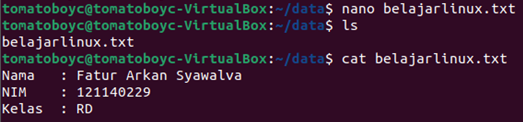 tomatoboyc@tomatoboyc-VirtualBox:~/data$ nano belajarlinux.txt
tomatoboyc@tomatoboyc-VirtualBox:~/data$ ls
belajarlinux.txt
tomatoboyc@tomatoboyc-VirtualBox:~/data$ cat belajarlinux.txt
Nama   : Fatur Arkan Syawalva
NIM    : 121140229
Kelas  : RD